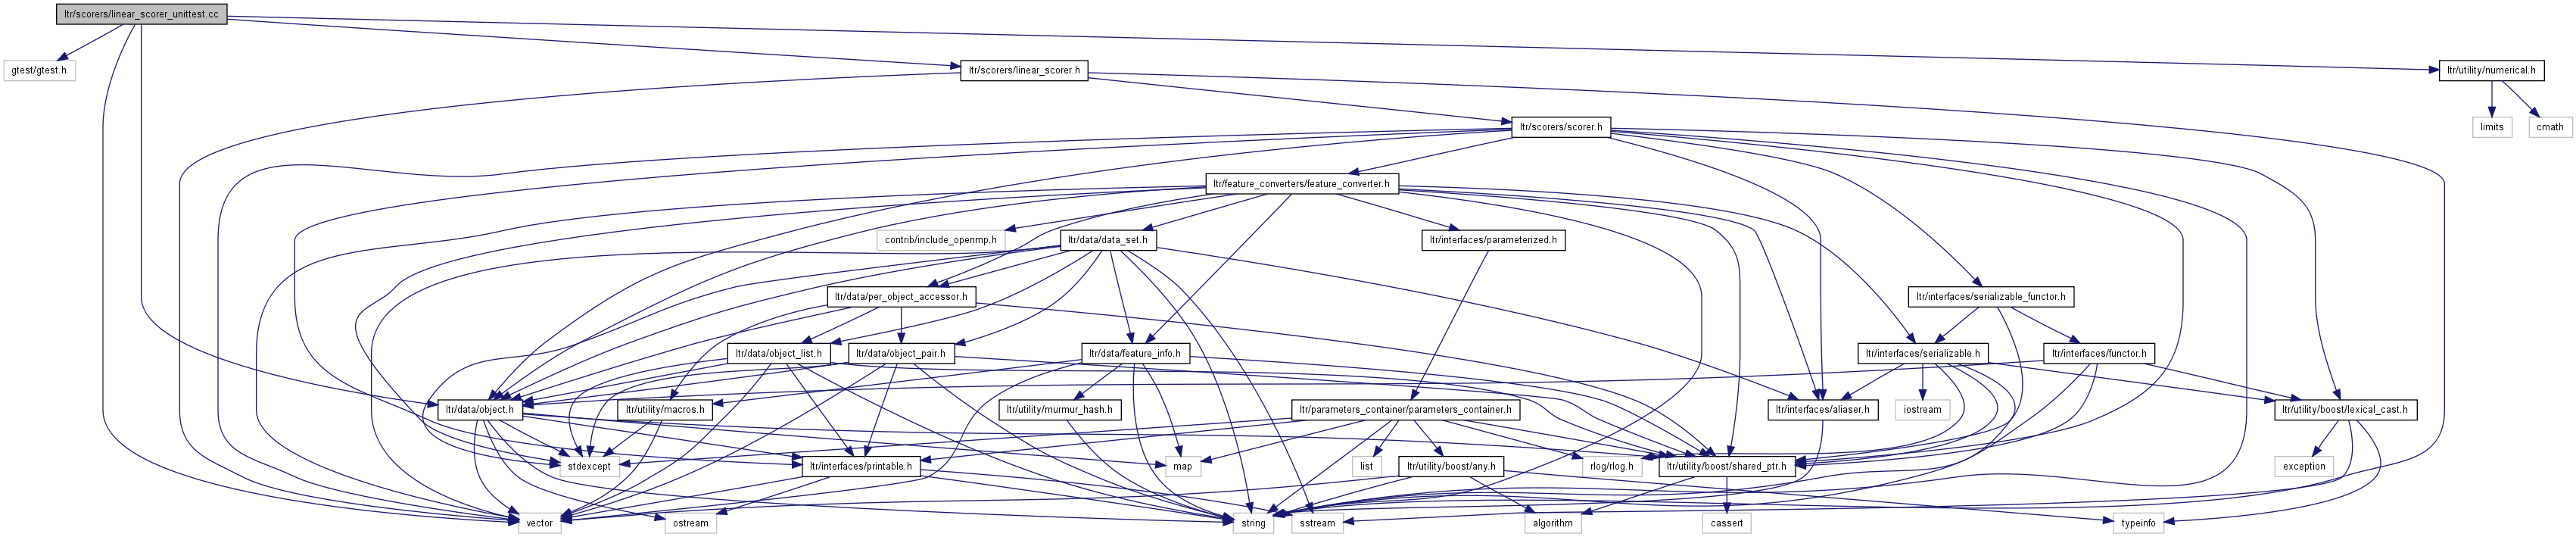 ltr/scorers/linear_scorer_unittest.cc
gtest/gtest.h
ltr/scorers/linear_scorer.h
ltr/utility/numerical.h
ltr/scorers/scorer.h
limits
cmath
ltr/feature_converters/feature_converter.h
contrib/include_openmp.h
ltr/data/data_set.h
ltr/interfaces/parameterized.h
ltr/data/per_object_accessor.h
ltr/interfaces/serializable_functor.h
ltr/data/object_list.h
ltr/data/object_pair.h
ltr/data/feature_info.h
ltr/interfaces/serializable.h
ltr/interfaces/functor.h
ltr/data/object.h
ltr/utility/macros.h
ltr/utility/murmur_hash.h
ltr/parameters_container/parameters_container.h
ltr/interfaces/aliaser.h
iostream
ltr/utility/boost/lexical_cast.h
stdexcept
ltr/interfaces/printable.h
map
list
ltr/utility/boost/any.h
rlog/rlog.h
ltr/utility/boost/shared_ptr.h
exception
vector
ostream
string
sstream
algorithm
cassert
typeinfo